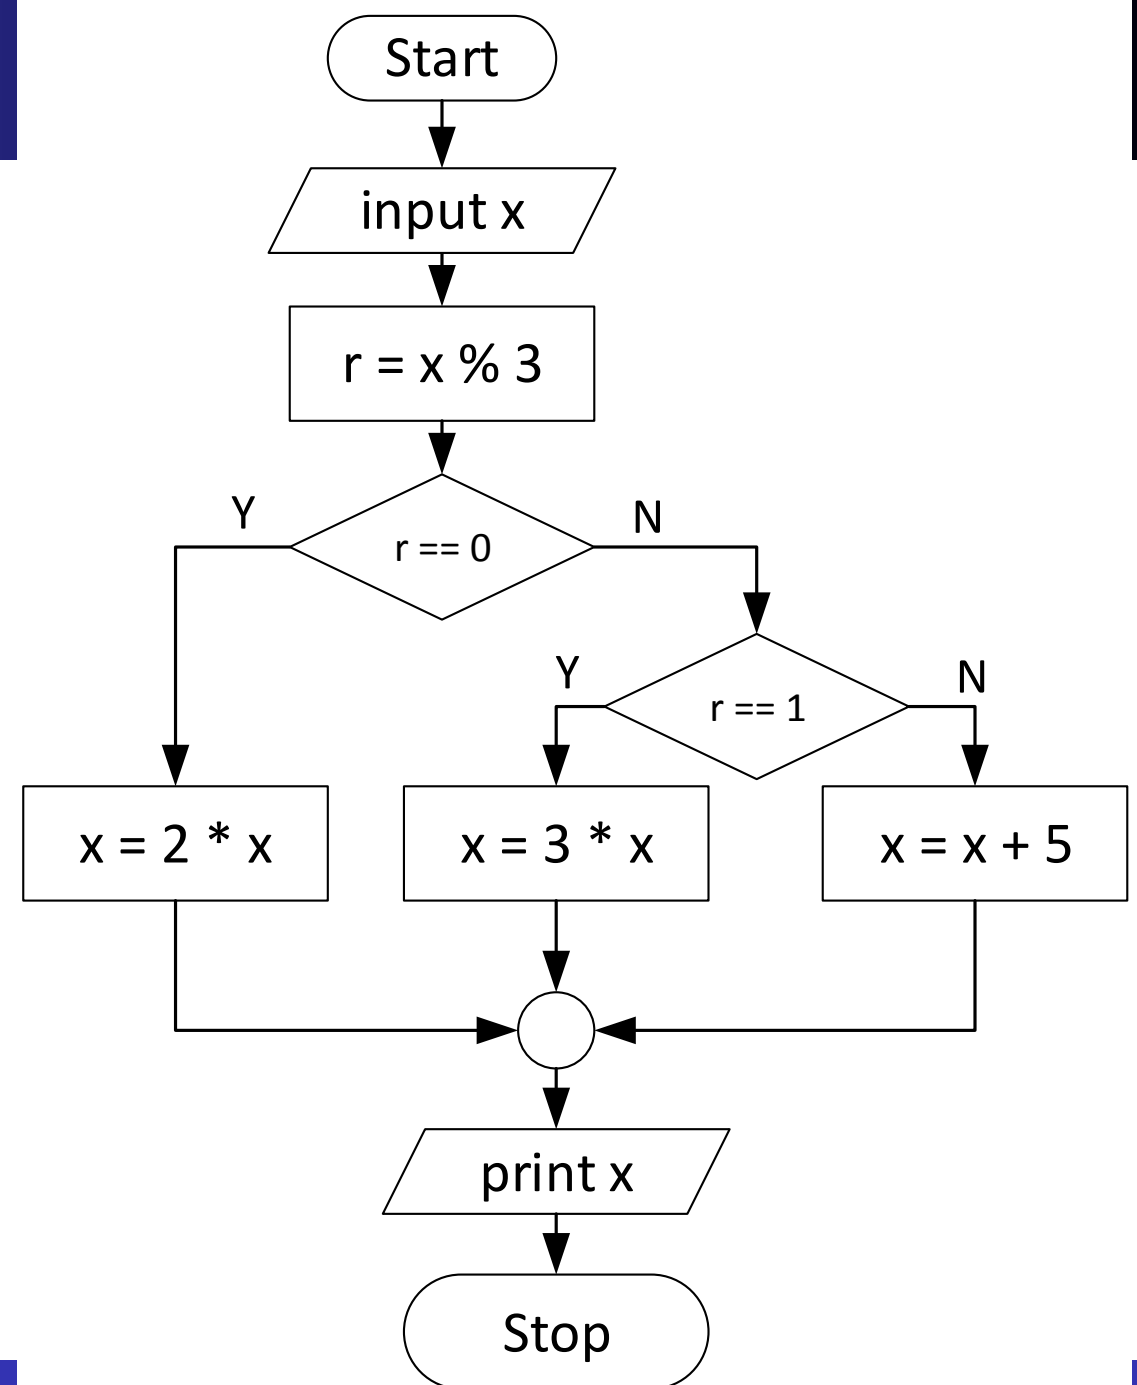 Start
input x
r = x % 3
Y
N
r == 0
Y
N
r == 1
x = 2 * x
x = 3 * x
x = x + 5
print x
Stop